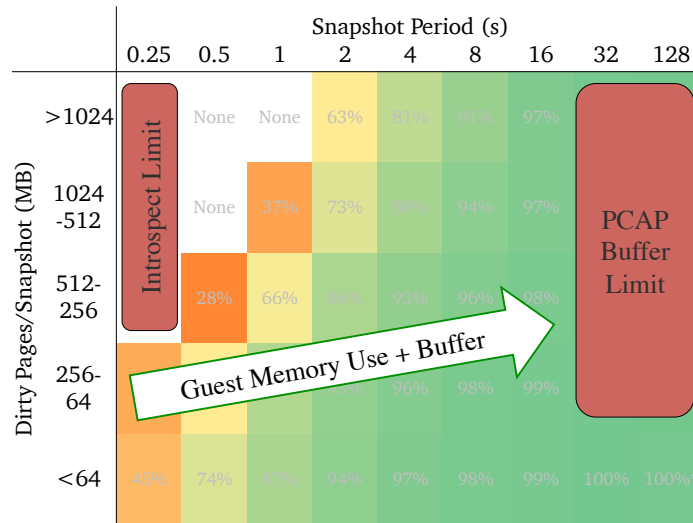 Snapshot Period (s)
0.25 0.5 1 2 4 8 16 32 128
Dirty Pages/Snapshot (MB)
>1024 None None 63% 81% 91% 97%
1024
-512 None 37% 73% 94% 97%
512-
256 28% 66% 93% 96% 98%
256-
64 96% 98% 99%
<64 45% 74% 94% 97% 98% 99% 100% 100%
Introspect Limit
PCAP
Buffer
Limit
Guest Memory Use + Buffer